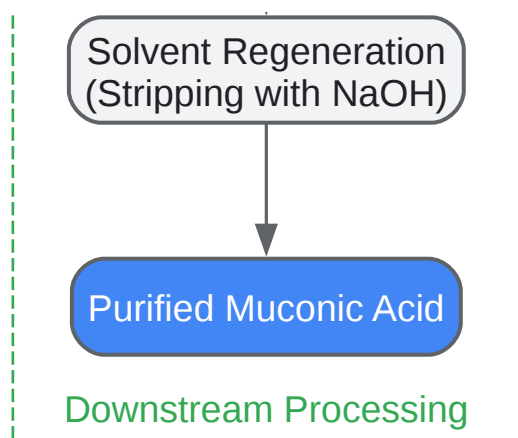 Solvent Regeneration
(Stripping with NaOH)
Purified Muconic Acid
Downstream Processing